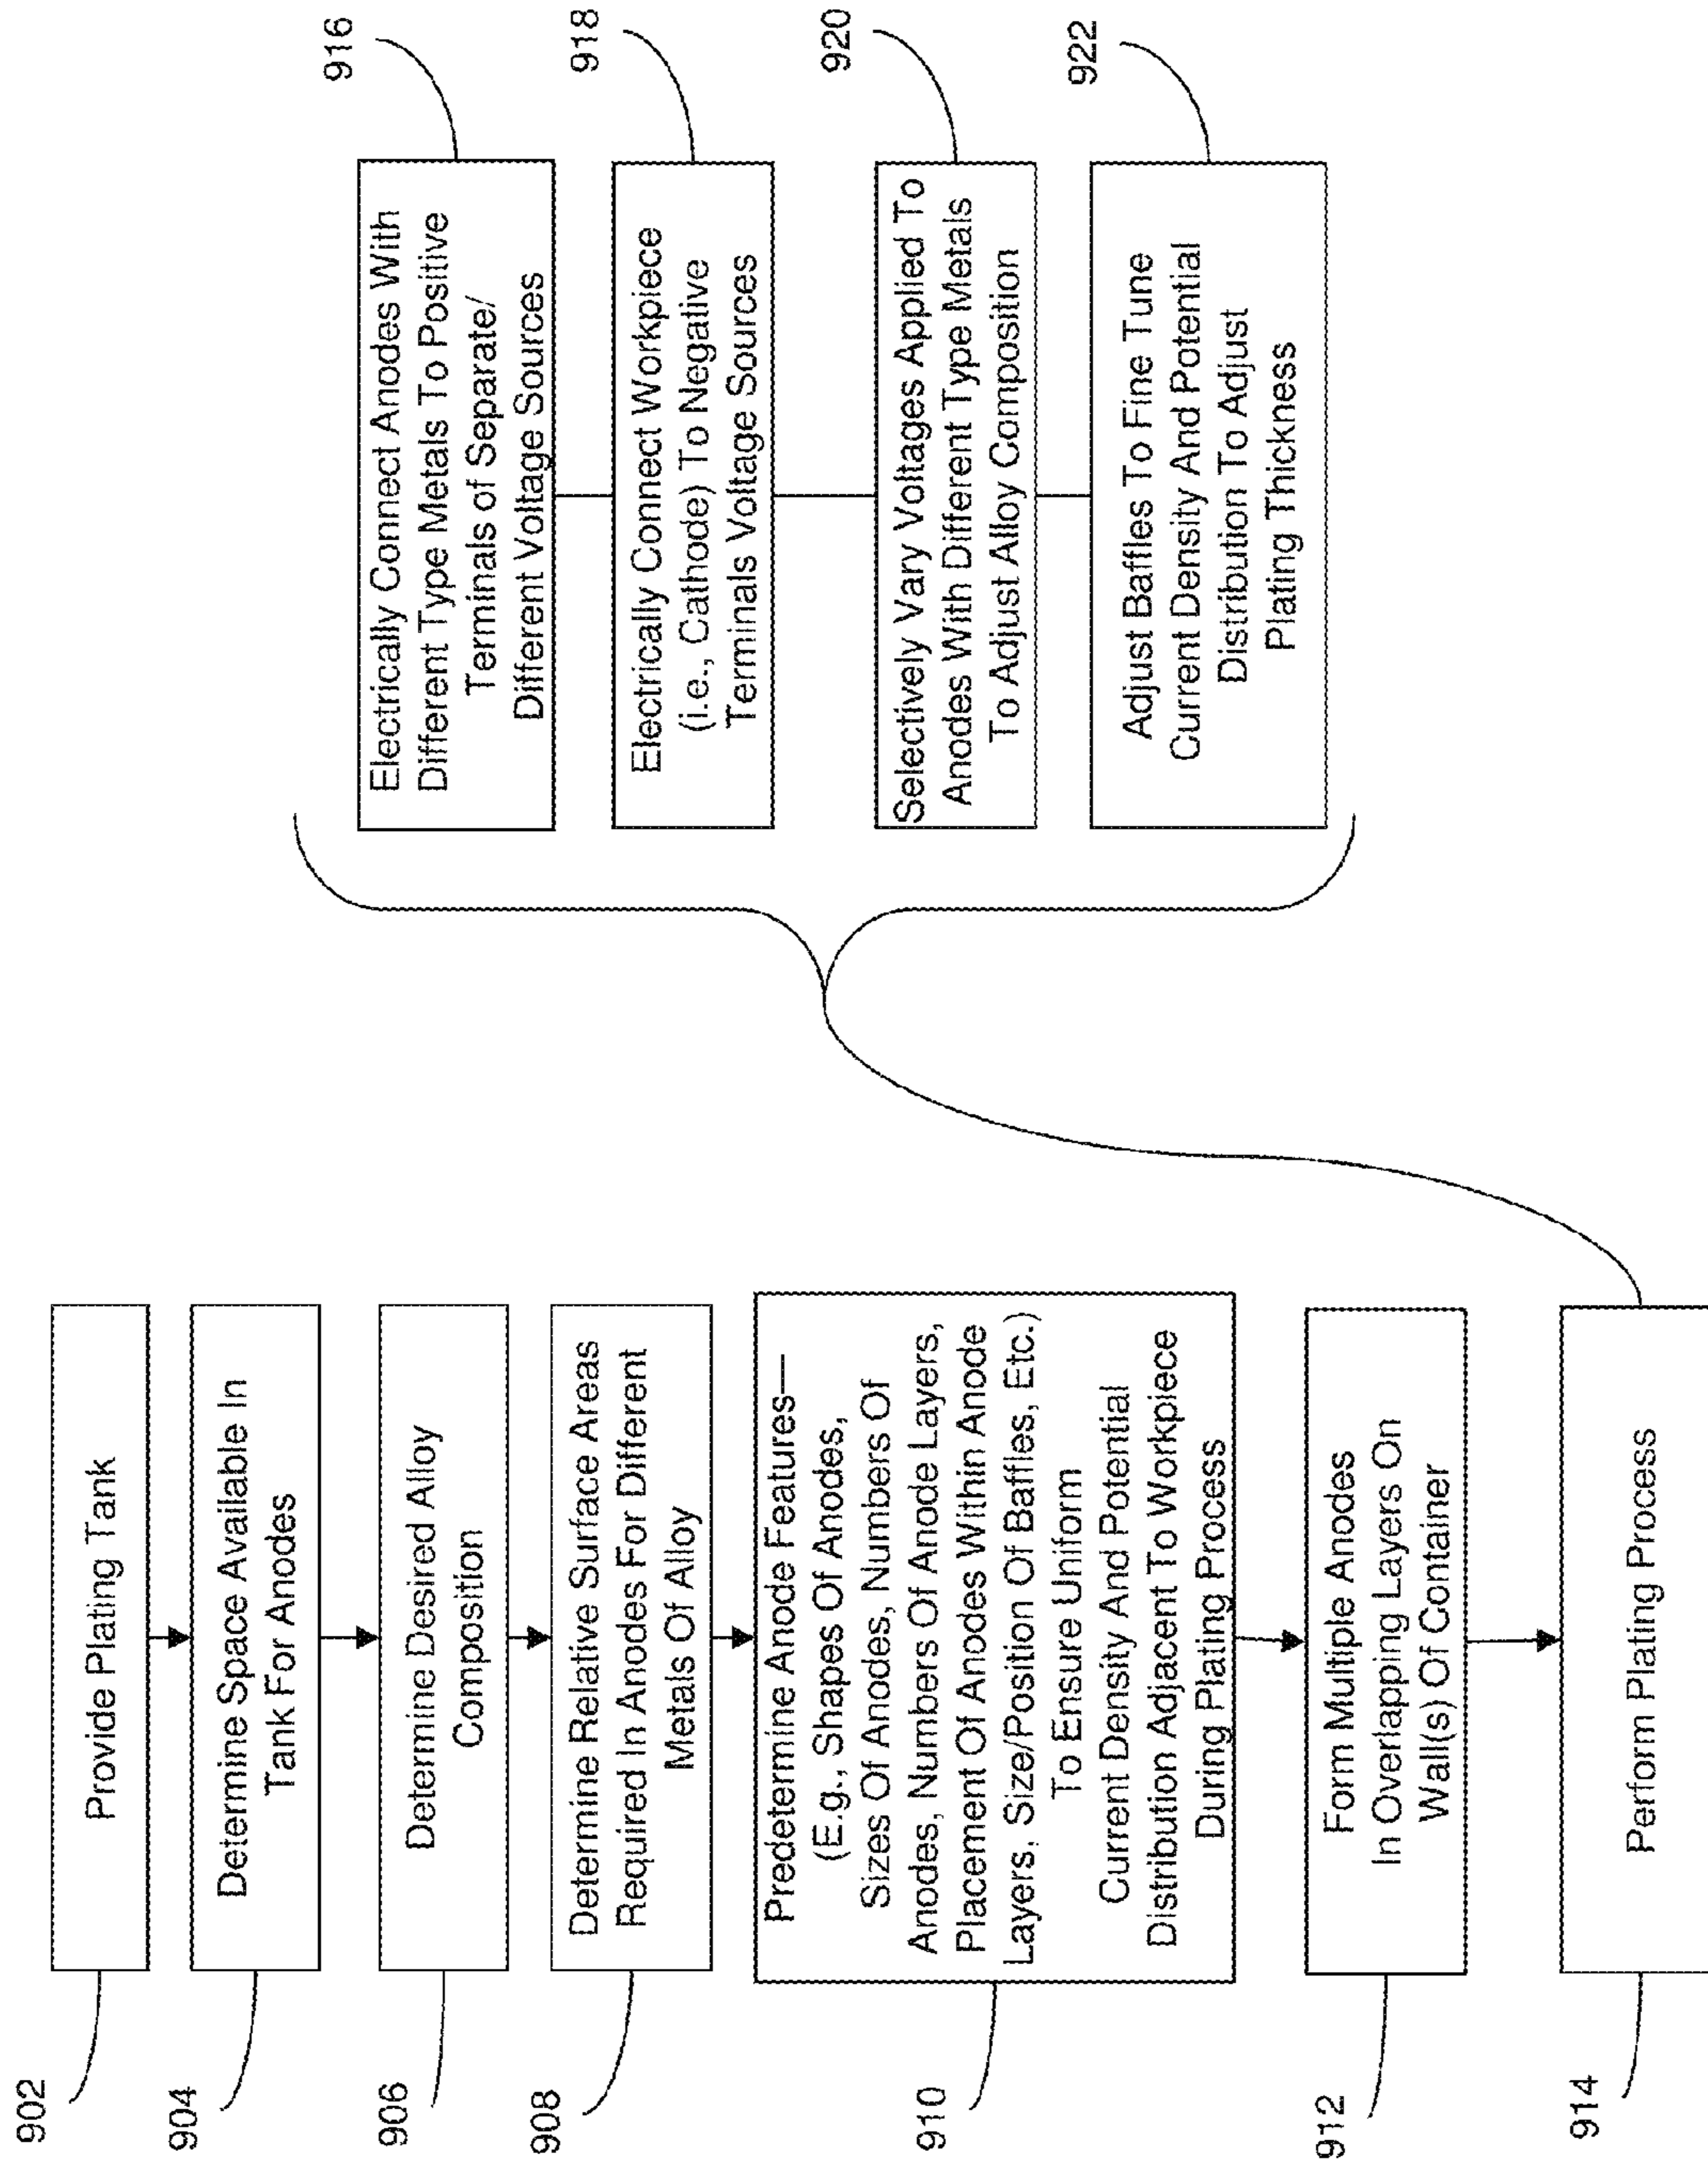 902
Provide Plating Tank
904
Determine Space Available In
Tank For Anodes
906
Determine Desired Alloy
Composition
908
Determine Relative Surface Areas
Required In Anodes For Different
Metals Of Alloy
910
Predetermine Anode Features—
(E.g., Shapes Of Anodes,
Sizes Of Anodes, Numbers Of
Anodes, Numbers Of Anode Layers,
Placement Of Anodes Within Anode
Layers, Size/Position Of Baffles, Etc.)
To Ensure Uniform
Current Density And Potential
Distribution Adjacent To Workpiece
During Plating Process
912
Form Multiple Anodes
In Overlapping Layers On
Wall(s) Of Container
914
Perform Plating Process
916
Electrically Connect Anodes With
Different Type Metals To Positive
Terminals of Separate/
Different Voltage Sources
918
Electrically Connect Workpiece
(i.e., Cathode) To Negative
Terminals Voltage Sources
920
Selectively Vary Voltages Applied To
Anodes With Different Type Metals
To Adjust Alloy Composition
922
Adjust Baffles To Fine Tune
Current Density And Potential
Distribution To Adjust
Plating Thickness